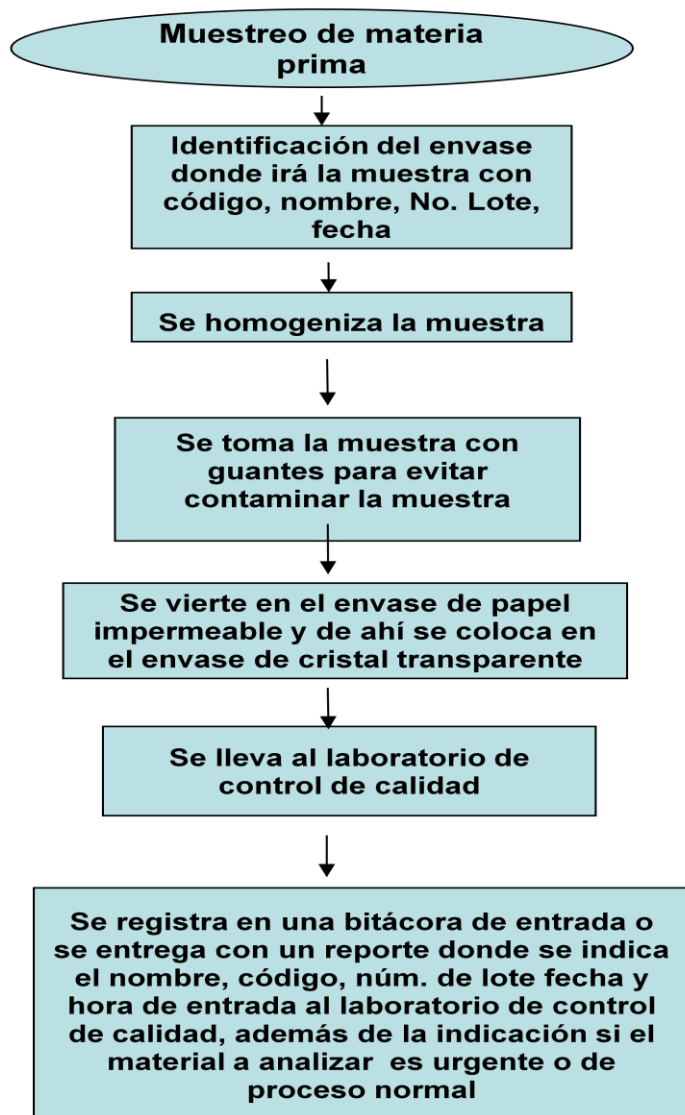 Muestreo de materia
prima
Identificación del envase
donde irá la muestra con
código, nombre, No. Lote,
fecha
Se homogeniza la muestra
Se toma la muestra con
guantes para evitar
contaminar la muestra
Se vierte en el envase de papel
impermeable y de ahí se coloca en
el envase de cristal transparente
Se lleva al laboratorio de
control de calidad
Se registra en una bitácora de entrada o
se entrega con un reporte donde se indica
el nombre, código, núm. de lote fecha y
hora de entrada al laboratorio de control
de calidad, además de la indicación si el
material a analizar es urgente o de
proceso normal